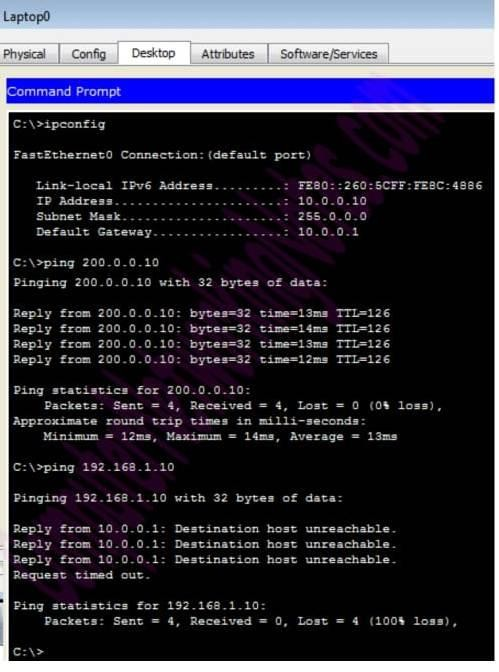 Laptop0
Physical Config Desktop Attributes Software/Services
Command Prompt
C:\>ipconfig
FastEthernet0 Connection:(default port)
Link-local IPv6 Address.........: FE80::260:5CFF:FE8C:4886
IP Address......................: 10.0.0.10
Subnet Mask.....................: 255.0.0.0
Default Gateway.................: 10.0.0.1
C:\>ping 200.0.0.10
Pinging 200.0.0.10 with 32 bytes of data:
Reply from 200.0.0.10: bytes=32 time=13ms TTL=126
Reply from 200.0.0.10: bytes=32 time=14ms TTL=126
Reply from 200.0.0.10: bytes=32 time=13ms TTL=126
Reply from 200.0.0.10: bytes=32 time=12ms TTL=126
Ping statistics for 200.0.0.10:
Packets: Sent = 4, Received = 4, Lost = 0 (0% loss),
Approximate round trip times in milli-seconds:
Minimum = 12ms, Maximum = 14ms, Average = 13ms
C:\>ping 192.168.1.10
Pinging 192.168.1.10 with 32 bytes of data:
Reply from 10.0.0.1: Destination host unreachable.
Reply from 10.0.0.1: Destination host unreachable.
Reply from 10.0.0.1: Destination host unreachable.
Request timed out.
Ping statistics for 192.168.1.10:
Packets: Sent = 4, Received = 0, Lost = 4 (100% loss),
C:\>